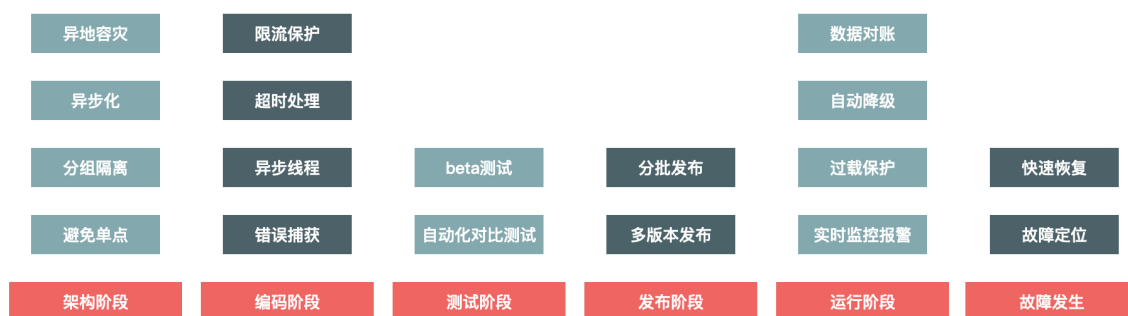 异地容灾
限流保护
数据对账
异步化
超时处理
自动降级
分组隔离
异步线程
beta测试
分批发布
过载保护
快速恢复
避免单点
错误捕获
自动化对比测试
多版本发布
实时监控报警
故障定位
架构阶段
编码阶段
测试阶段
发布阶段
运行阶段
故障发生